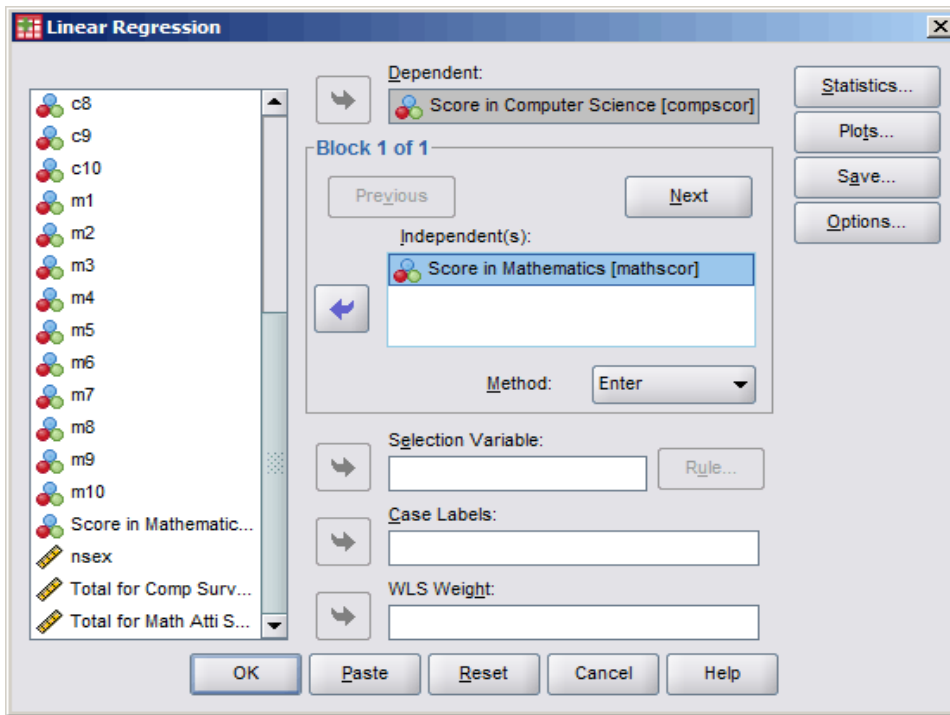 Linear Regression
c8
c9
c10
m1
m2
m3
m4
m5
m6
m7
m8
m9
m10
Score in Mathematic...
nsex
Total for Comp Surv...
Total for Math Atti S...
Dependent:
Score in Computer Science [compscor]
Block 1 of 1
Previous
Next
Independent(s):
Score in Mathematics [mathscor]
Method:
Enter
Selection Variable:
Rule...
Case Labels:
WLS Weight:
Statistics...
Plots...
Save...
Options...
OK
Paste
Reset
Cancel
Help